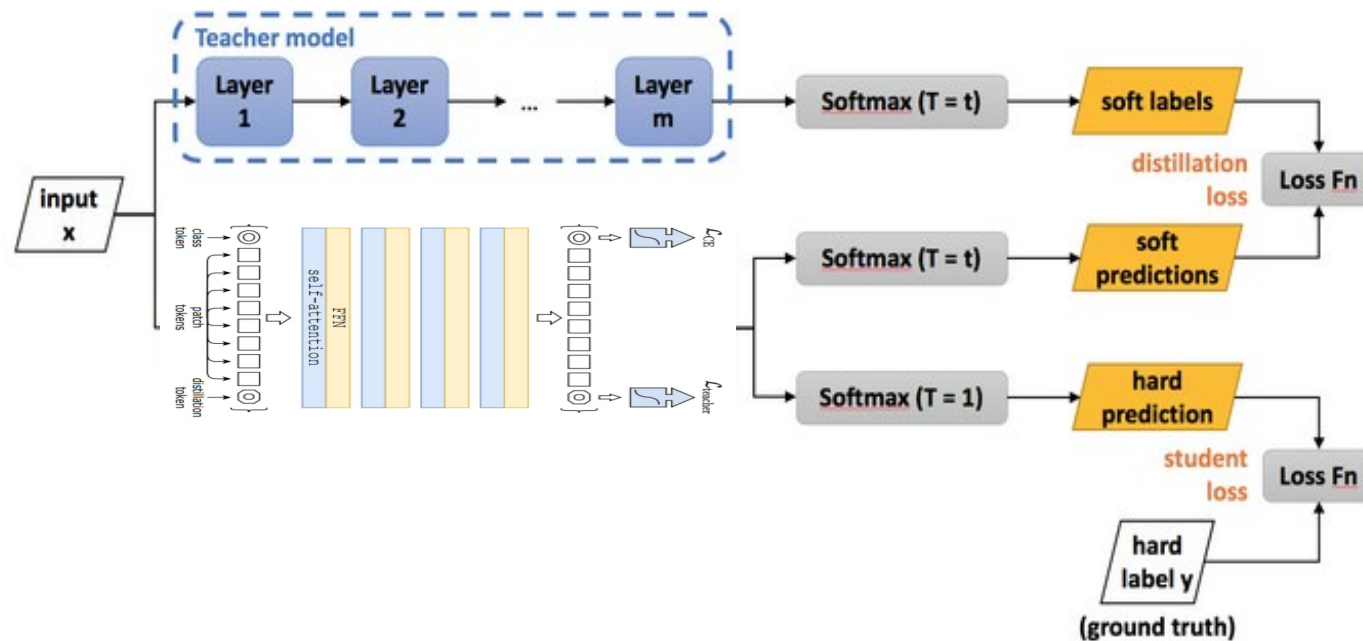 Teacher model
Layer
1
Layer
2
...
Layer
m
Softmax (T = t)
soft labels
input
x
distillation
loss
Loss Fn
class
token
patch
tokens
distillation
token
self-attention
FFN
ℒCE
ℒteacher
Softmax (T = t)
soft
predictions
Softmax (T = 1)
hard
prediction
student
loss
Loss Fn
hard
label y
(ground truth)